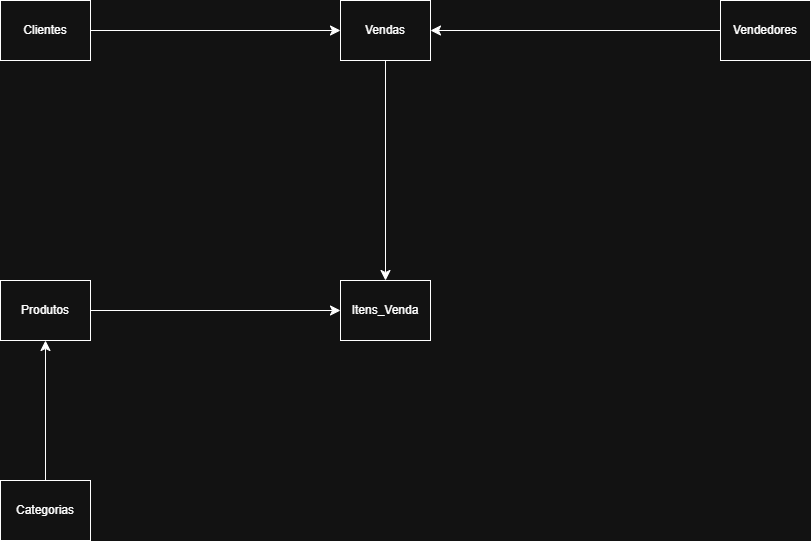 Clientes
Vendas
Vendedores
Produtos
Itens_Venda
Categorias